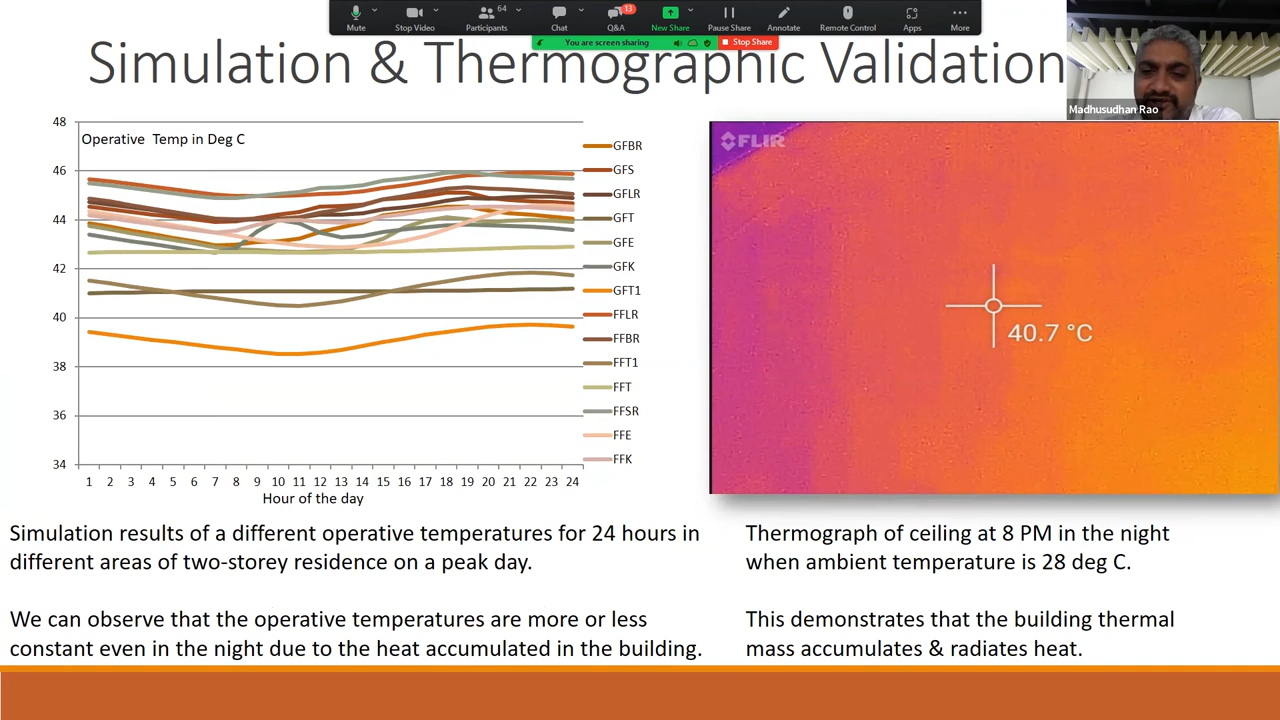 64
13
Mute
Stop Video
Participants
Chat
Q&A
New Share
Pause Share
Annotate
Remote Control
Apps
More
You are screen sharing
Stop Share
Simulation & Thermographic Validation
Madhusudhan Rao
Operative Temp in Deg C
48
46
44
42
40
38
36
34
1 2 3 4 5 6 7 8 9 10 11 12 13 14 15 16 17 18 19 20 21 22 23 24
Hour of the day
GFBR
GFS
GFLR
GFT
GFE
GFK
GFT1
FFLR
FFBR
FFT1
FFT
FFSR
FFE
FFK
FLIR
40.7 °C
Simulation results of a different operative temperatures for 24 hours in
different areas of two-storey residence on a peak day.
We can observe that the operative temperatures are more or less
constant even in the night due to the heat accumulated in the building.
Thermograph of ceiling at 8 PM in the night
when ambient temperature is 28 deg C.
This demonstrates that the building thermal
mass accumulates & radiates heat.